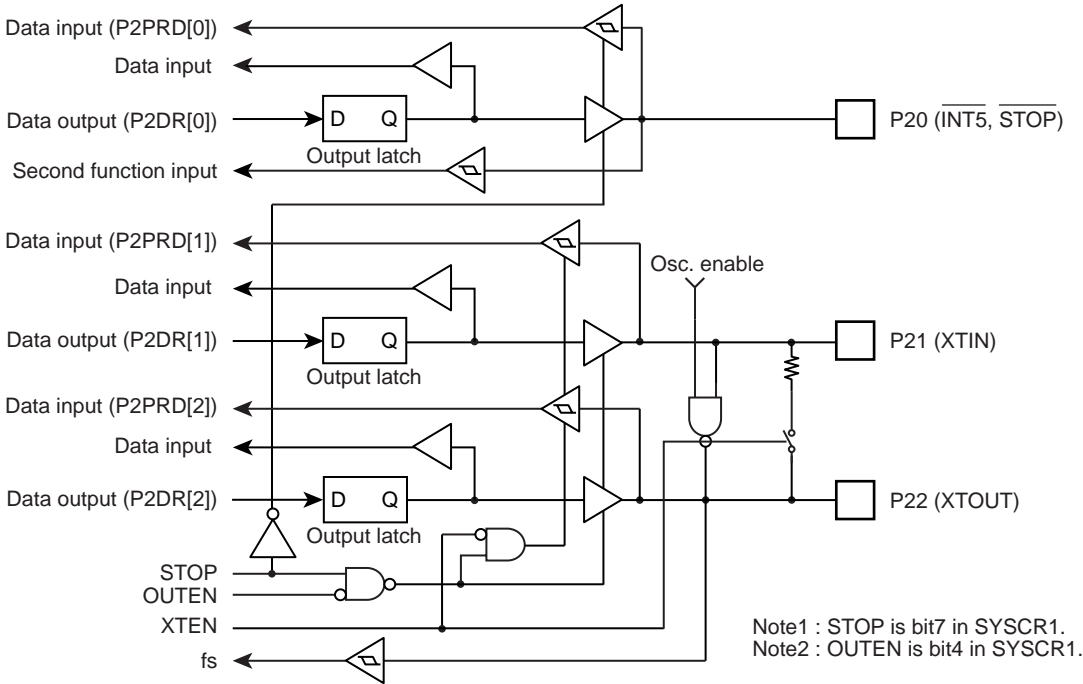 Data input (P2PRD[0])
Data input
Data output (P2DR[0])
D Q
Output latch
P20 (INT5, STOP)
Second function input
Data input (P2PRD[1])
Osc. enable
Data input
Data output (P2DR[1])
D Q
Output latch
P21 (XTIN)
Data input (P2PRD[2])
Data input
Data output (P2DR[2])
D Q
Output latch
P22 (XTOUT)
STOP
OUTEN
XTEN
fs
Note1 : STOP is bit7 in SYSCR1.
Note2 : OUTEN is bit4 in SYSCR1.